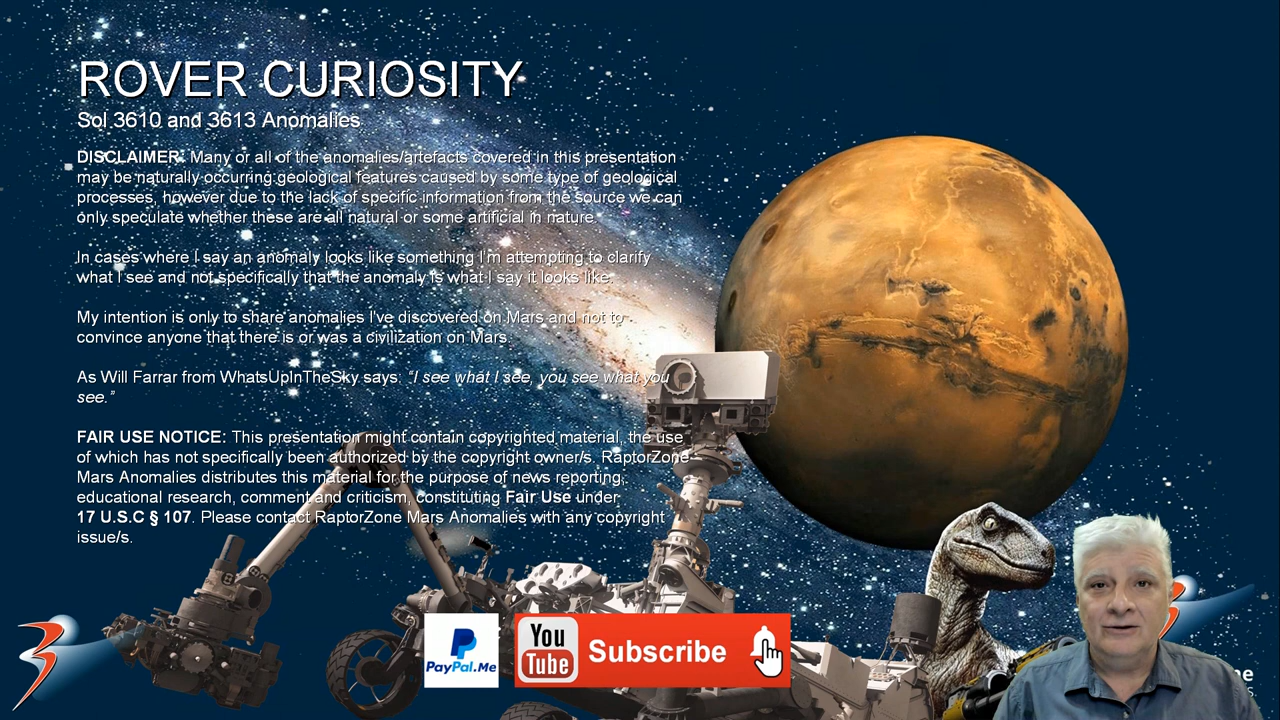 ROVER CURIOSITY
Sol 3610 and 3613 Anomalies
DISCLAIMER: Many or all of the anomalies/artefacts covered in this presentation
may be naturally occurring geological features caused by some type of geological
processes, however due to the lack of specific information from the source we can
only speculate whether these are all natural or some artificial in nature.
In cases where I say an anomaly looks like something I'm attempting to clarify
what I see and not specifically that the anomaly is what I say it looks like.
My intention is only to share anomalies I've discovered on Mars and not to
convince anyone that there is or was a civilization on Mars.
As Will Farrar from WhatsUpInTheSky says: “I see what I see, you see what you
see.”
FAIR USE NOTICE: This presentation might contain copyrighted material, the use
of which has not specifically been authorized by the copyright owner/s. RaptorZone
Mars Anomalies distributes this material for the purpose of news reporting,
educational research, comment and criticism, constituting Fair Use under
17 U.S.C § 107. Please contact RaptorZone Mars Anomalies with any copyright
issue/s.
PayPal.Me
You
Tube
Subscribe